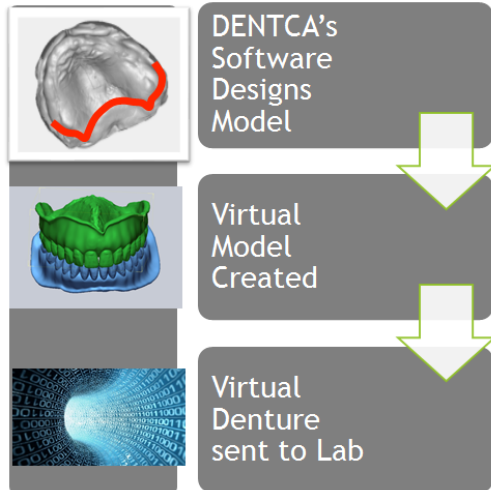 DENTCA's
Software
Designs
Model
Virtual
Model
Created
Virtual
Denture
sent to Lab